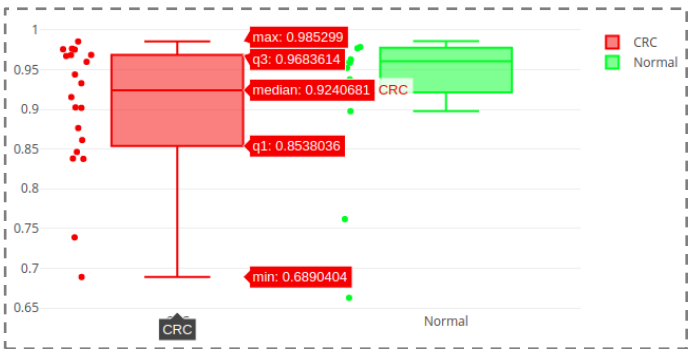 1
0.95
0.9
0.85
0.8
0.75
0.7
0.65
max: 0.985299
q3: 0.9683614
median: 0.9240681 CRC
q1: 0.8538036
min: 0.6890404
CRC
Normal
CRC
Normal